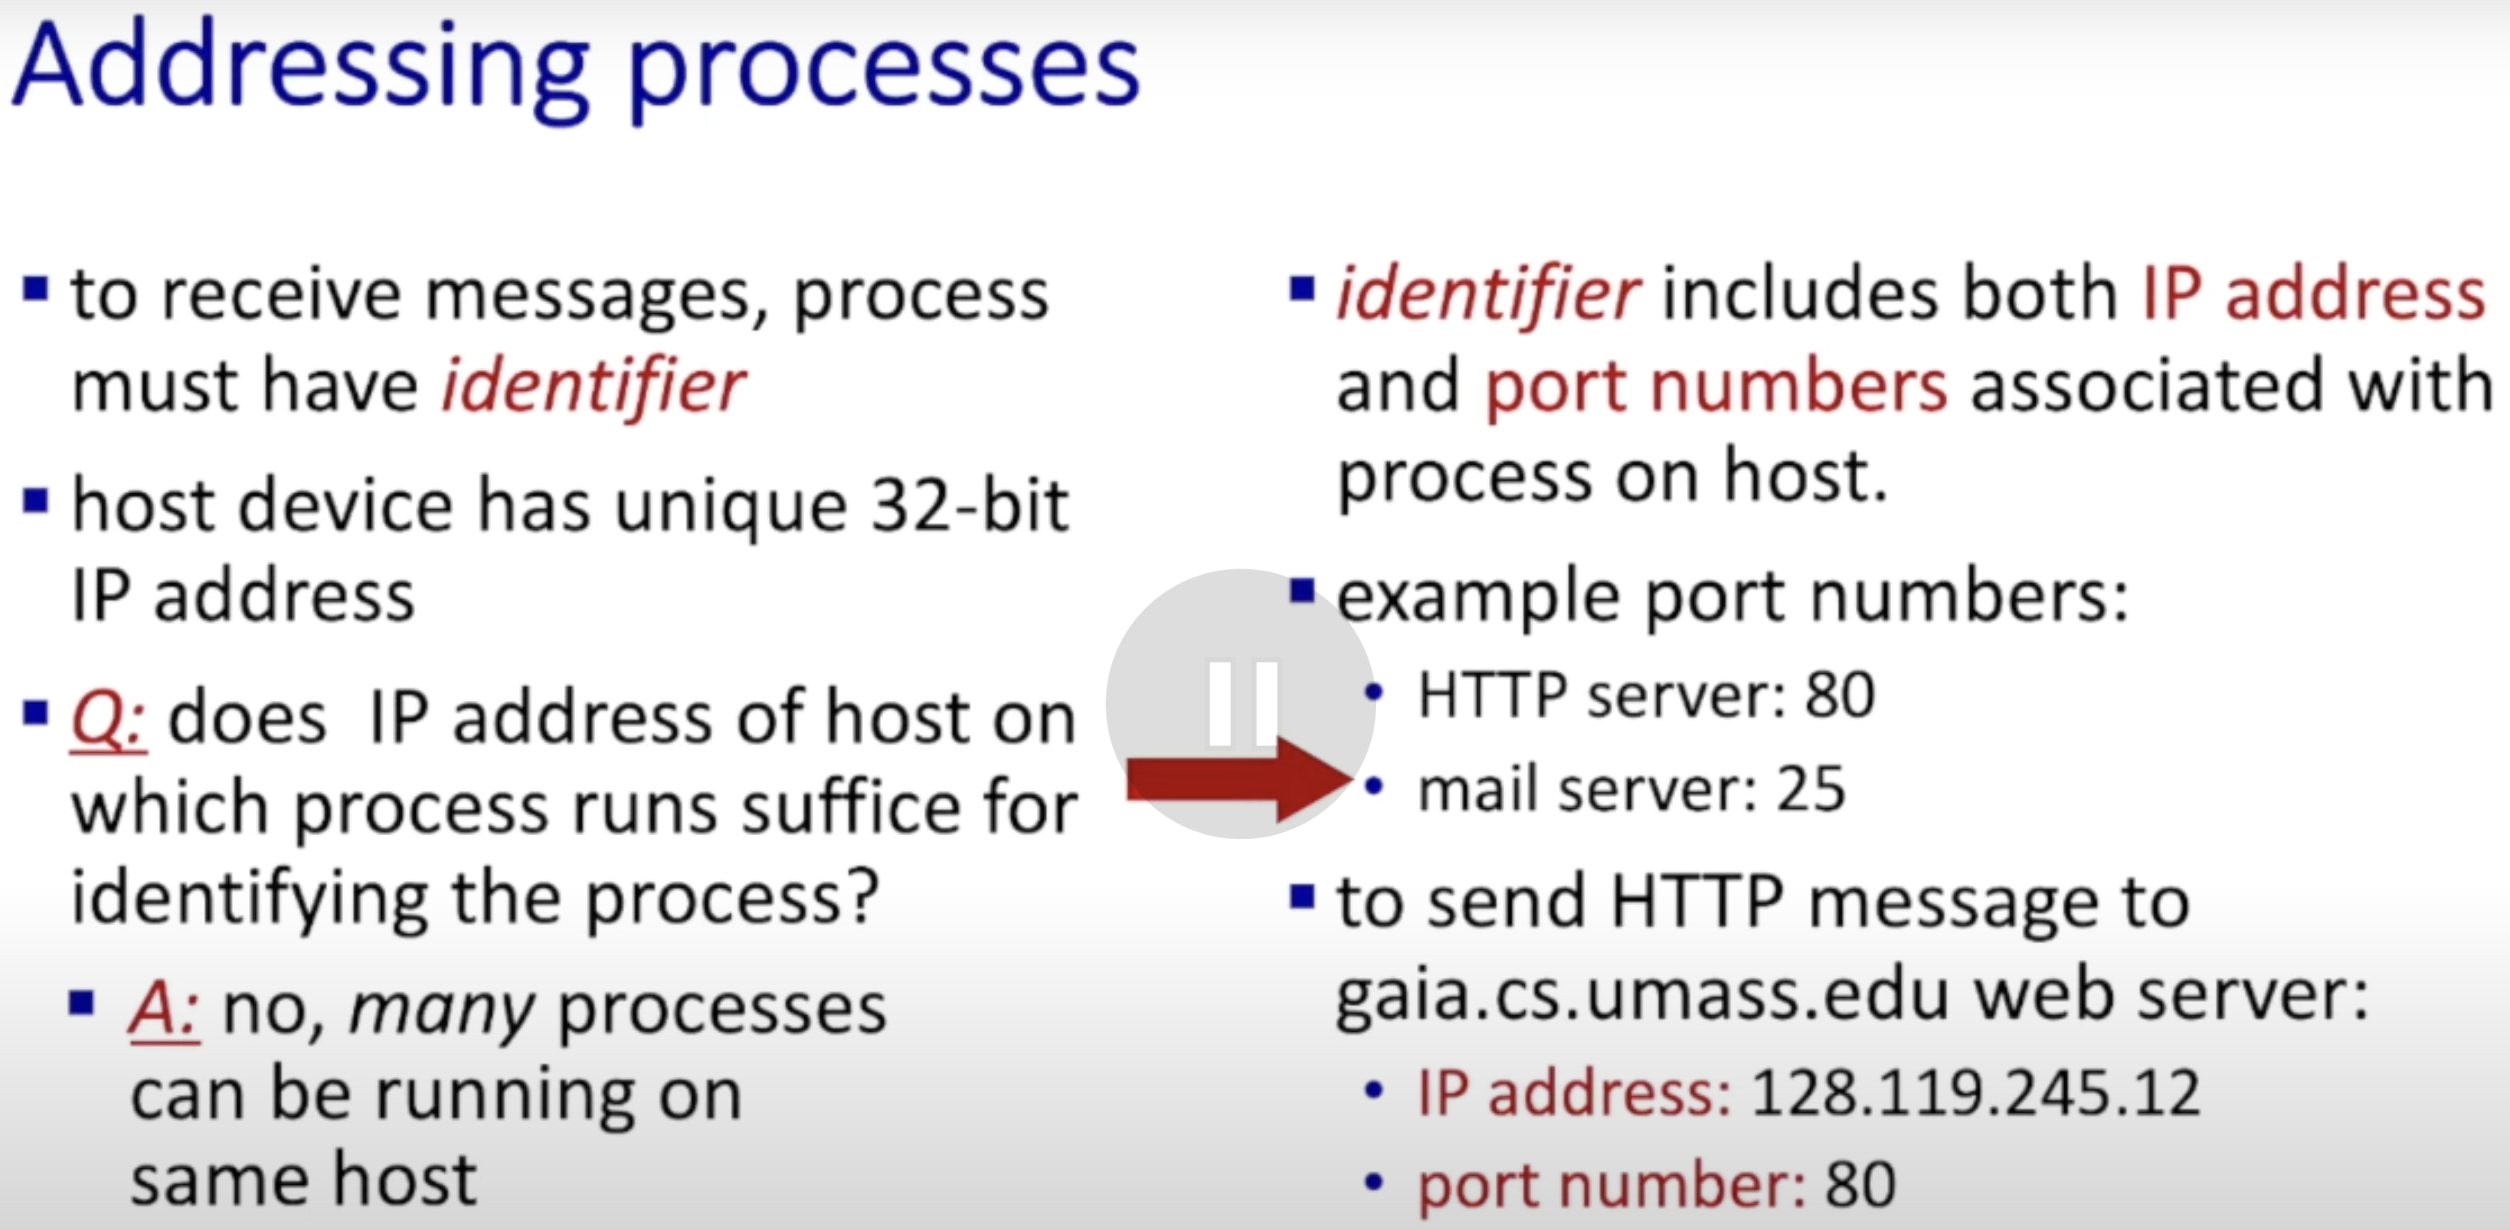 Addressing processes
to receive messages, process
must have identifier
host device has unique 32-bit
IP address
Q: does IP address of host on
which process runs suffice for
identifying the process?
A: no, many processes
can be running on
same host
identifier includes both IP address
and port numbers associated with
process on host.
example port numbers:
HTTP server: 80
mail server: 25
to send HTTP message to
gaia.cs.umass.edu web server:
IP address: 128.119.245.12
port number: 80